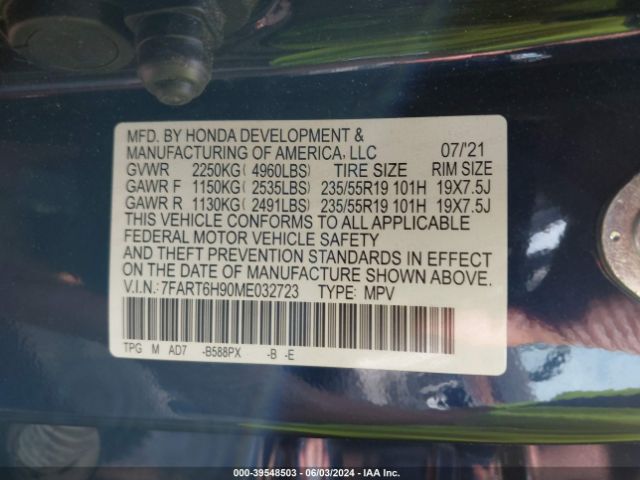 MFD. BY HONDA DEVELOPMENT &
MANUFACTURING OF AMERICA, LLC 07/'21
GVWR 2250KG( 4960LBS) TIRE SIZE RIM SIZE
GAWR F 1150KG( 2535LBS) 235/55R19 101H 19X7.5J
GAWR R 1130KG( 2491LBS) 235/55R19 101H 19X7.5J
THIS VEHICLE CONFORMS TO ALL APPLICABLE
FEDERAL MOTOR VEHICLE SAFETY
AND THEFT PREVENTION STANDARDS IN EFFECT
ON THE DATE OF MANUFACTURE SHOWN ABOVE.
V.I.N.: 7FART6H90ME032723 TYPE: MPV
TPG M AD7 -B588PX -B -E
000-39548503 - 06/03/2024 - IAA Inc.